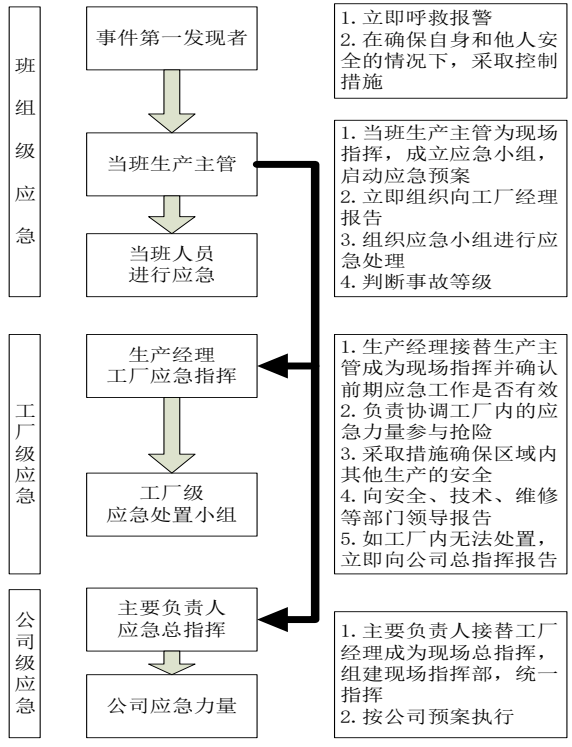 班组级应急
事件第一发现者
当班生产主管
当班人员
进行应急
1. 立即呼救报警
2. 在确保自身和他人安
全的情况下，采取控制
措施
1. 当班生产主管为现场
指挥，成立应急小组，
启动应急预案
2. 立即组织向工厂经理
报告
3. 组织应急小组进行应
急处理
4. 判断事故等级
工厂级应急
生产经理
工厂应急指挥
工厂级
应急处置小组
1. 生产经理接替生产主
管成为现场指挥并确认
前期应急工作是否有效
2. 负责协调工厂内的应
急力量参与抢险
3. 采取措施确保区域内
其他生产的安全
4. 向安全、技术、维修
等部门领导报告
5. 如工厂内无法处置，
立即向公司总指挥报告
公司级应急
主要负责人
应急总指挥
公司应急力量
1. 主要负责人接替工厂
经理成为现场总指挥，
组建现场指挥部，统一
指挥
2. 按公司预案执行